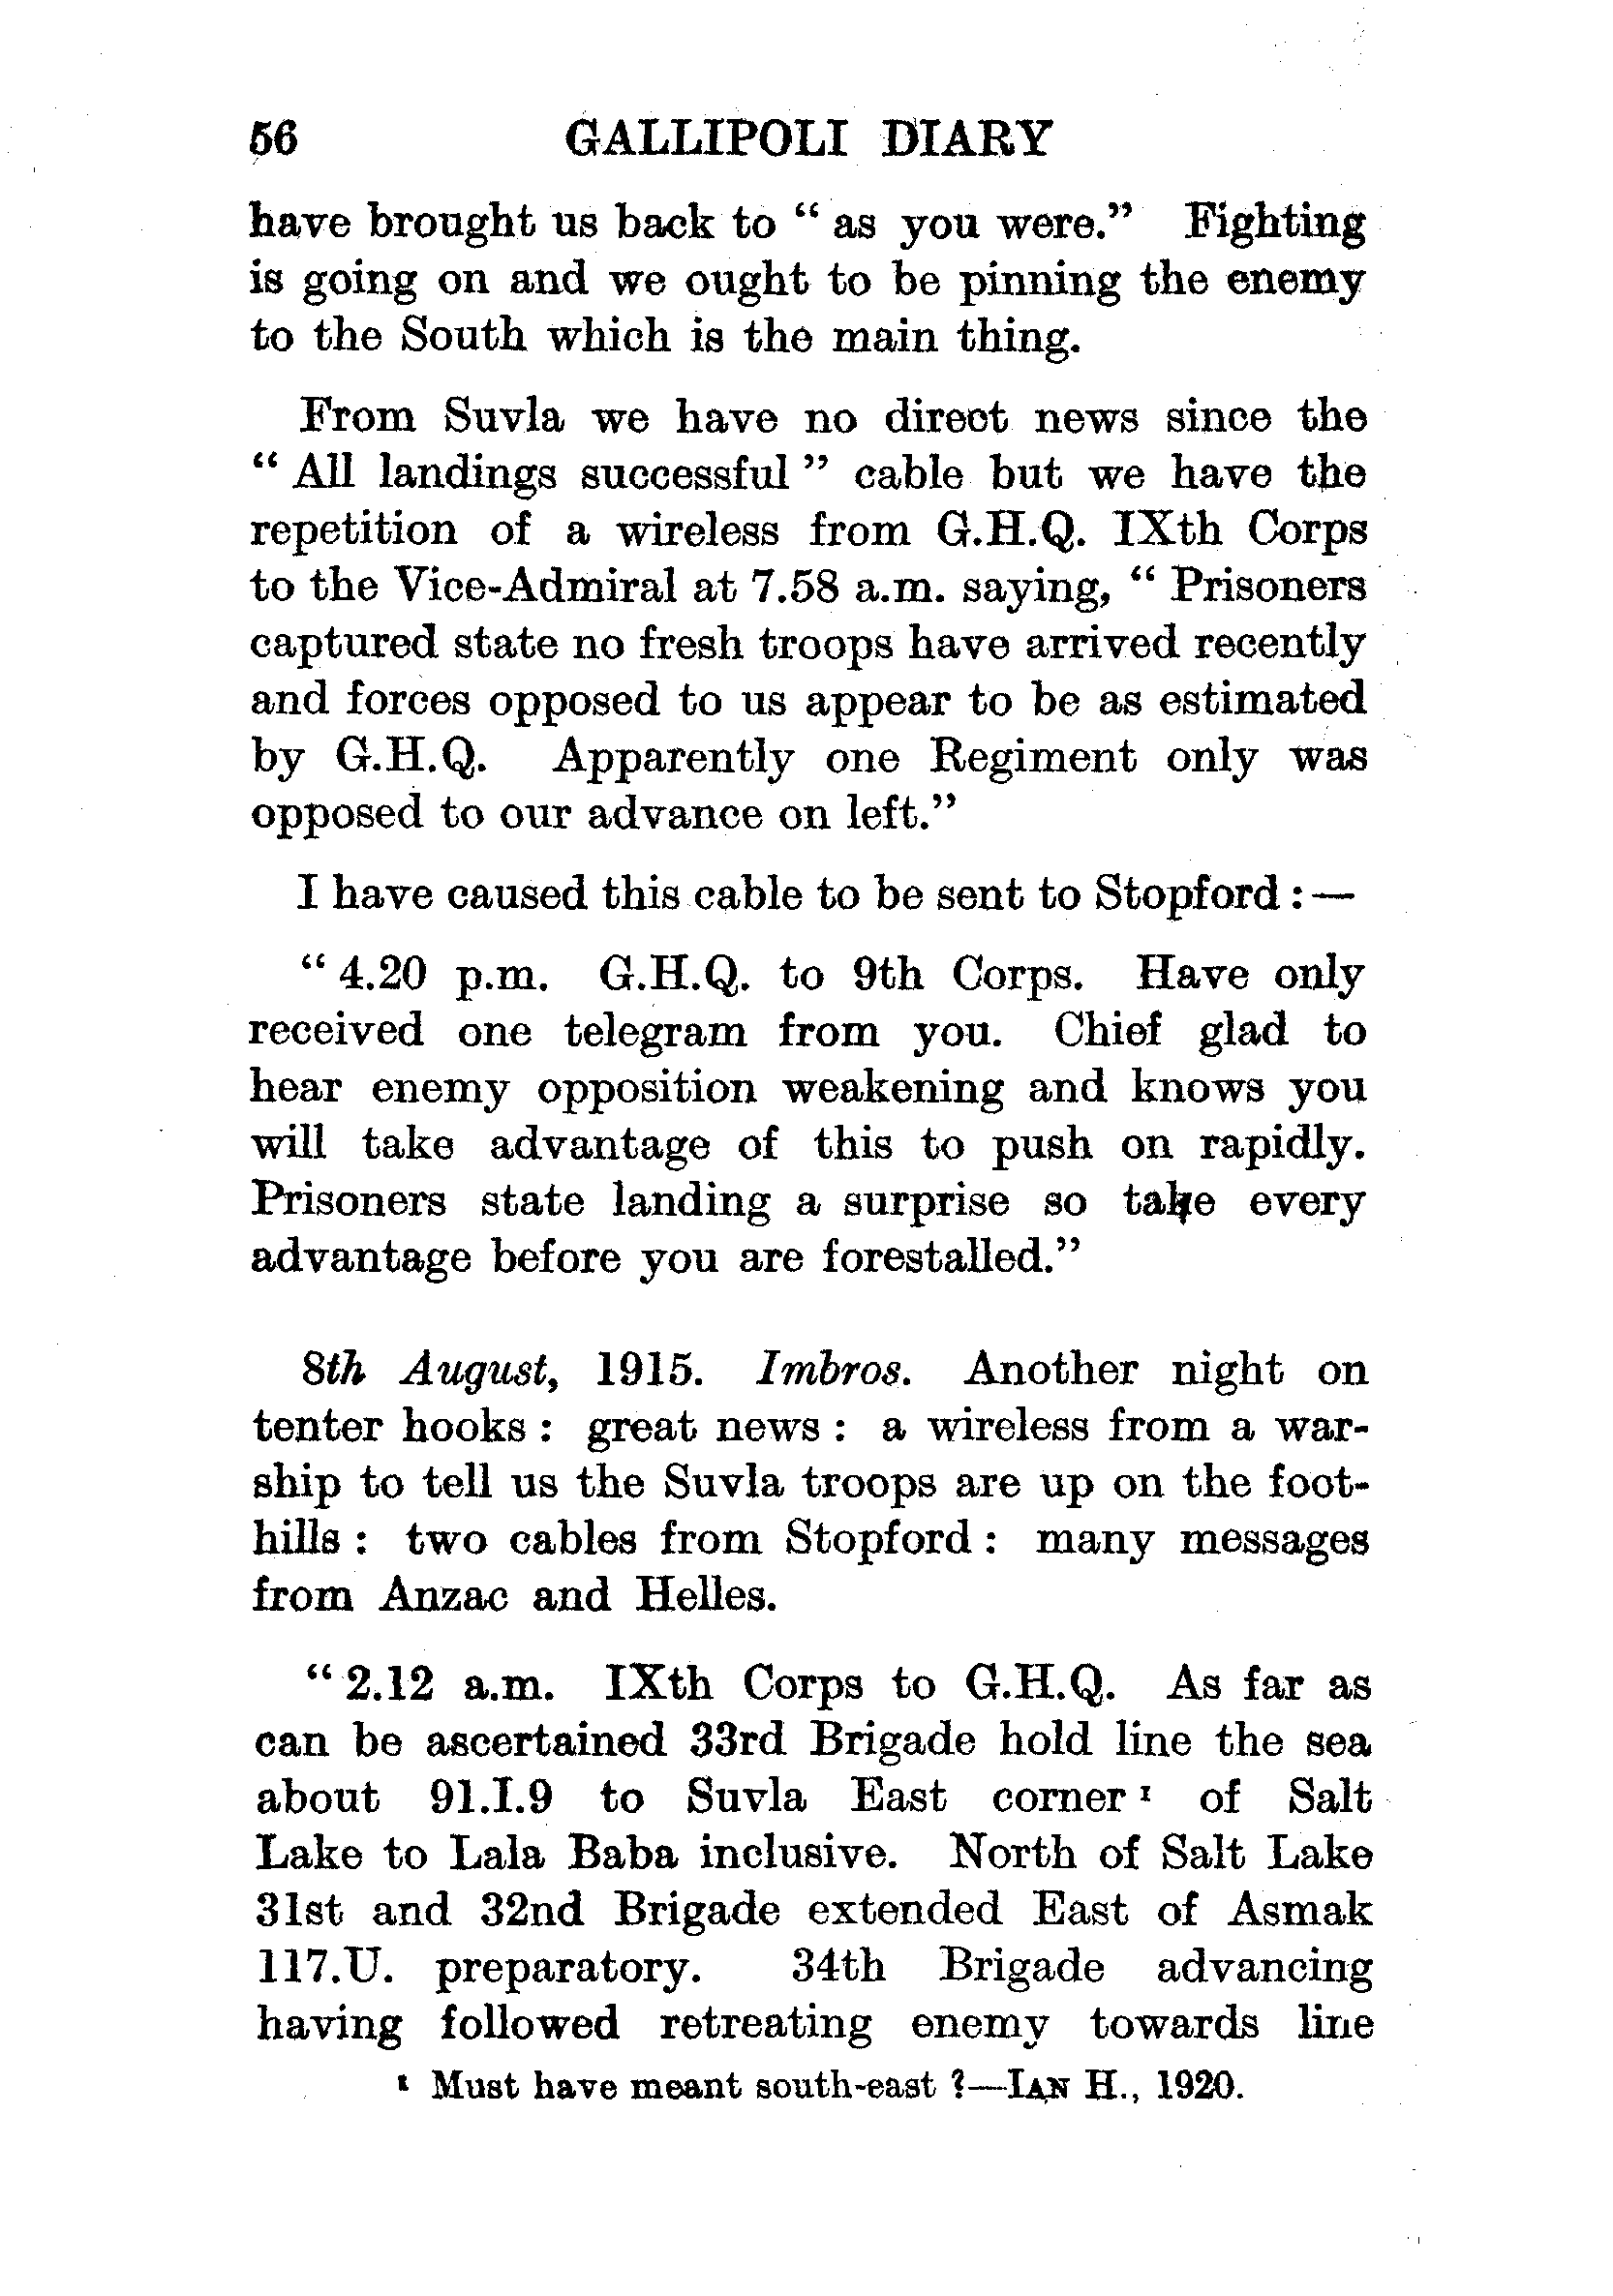 56 GALLIPOLI DIARY
have brought us back to “ as you were.” Fighting
is going on and we ought to be pinning the enemy
to the South which is the main thing.
From Suvla we have no direct news since the
“ All landings successful ” cable but we have the
repetition of a wireless from G.H.Q. IXth Corps
to the Vice-Admiral at 7.58 a.m. saying, “ Prisoners
captured state no fresh troops have arrived recently
and forces opposed to us appear to be as estimated
by G.H.Q. Apparently one Regiment only was
opposed to our advance on left.”
I have caused this cable to be sent to Stopford :—
“ 4.20 p.m. G.H.Q. to 9th Corps. Have only
received one telegram from you. Chief glad to
hear enemy opposition weakening and knows you
will take advantage of this to push on rapidly.
Prisoners state landing a surprise so take every
advantage before you are forestalled.”
8th August, 1915. Imbros. Another night on
tenter hooks : great news : a wireless from a war-
ship to tell us the Suvla troops are up on the foot-
hills : two cables from Stopford : many messages
from Anzac and Helles.
“ 2.12 a.m. IXth Corps to G.H.Q. As far as
can be ascertained 33rd Brigade hold line the sea
about 91.I.9 to Suvla East corner ¹ of Salt
Lake to Lala Baba inclusive. North of Salt Lake
31st and 32nd Brigade extended East of Asmak
117.U. preparatory. 34th Brigade advancing
having followed retreating enemy towards line
¹ Must have meant south-east ?—IAN H., 1920.